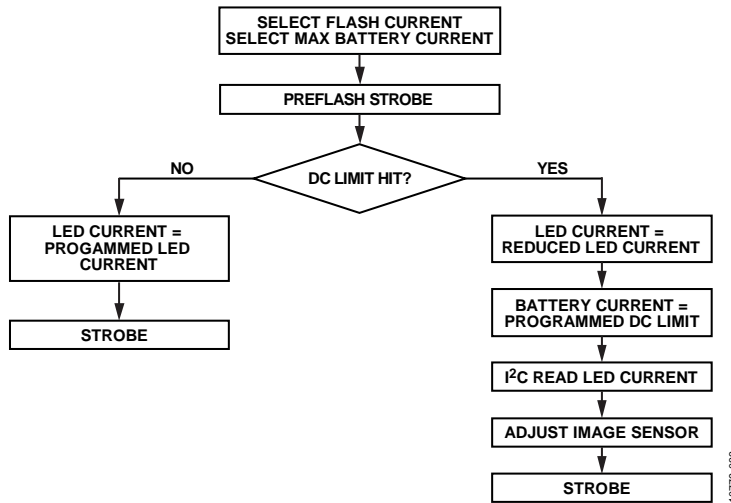 SELECT FLASH CURRENT
SELECT MAX BATTERY CURRENT
PREFLASH STROBE
DC LIMIT HIT?
NO
YES
LED CURRENT =
PROGAMMED LED
CURRENT
STROBE
LED CURRENT =
REDUCED LED CURRENT
BATTERY CURRENT =
PROGRAMMED DC LIMIT
I²C READ LED CURRENT
ADJUST IMAGE SENSOR
STROBE